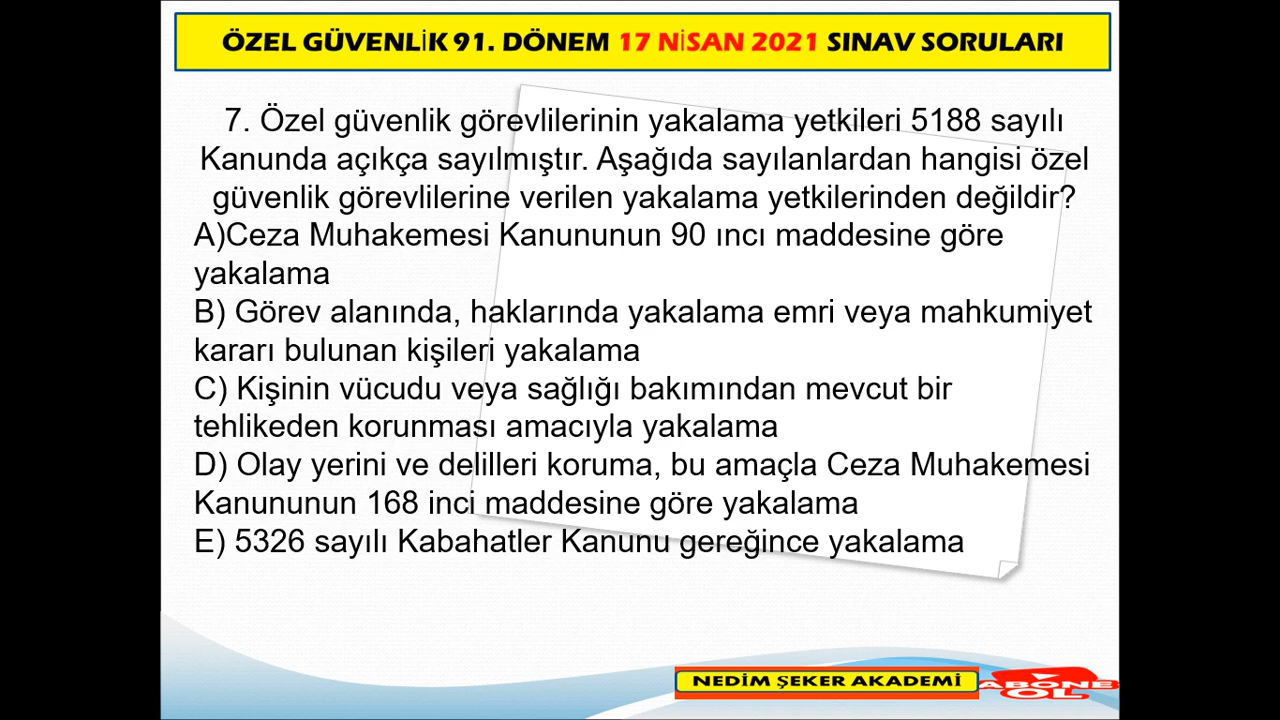 ÖZEL GÜVENLİK 91. DÖNEM 17 NİSAN 2021 SINAV SORULARI
7. Özel güvenlik görevlilerinin yakalama yetkileri 5188 sayılı
Kanunda açıkça sayılmıştır. Aşağıda sayılanlardan hangisi özel
güvenlik görevlilerine verilen yakalama yetkilerinden değildir?
A)Ceza Muhakemesi Kanununun 90 ıncı maddesine göre
yakalama
B) Görev alanında, haklarında yakalama emri veya mahkumiyet
kararı bulunan kişileri yakalama
C) Kişinin vücudu veya sağlığı bakımından mevcut bir
tehlikeden korunması amacıyla yakalama
D) Olay yerini ve delilleri koruma, bu amaçla Ceza Muhakemesi
Kanununun 168 inci maddesine göre yakalama
E) 5326 sayılı Kabahatler Kanunu gereğince yakalama
NEDİM ŞEKER AKADEMİ
ABONE
OL